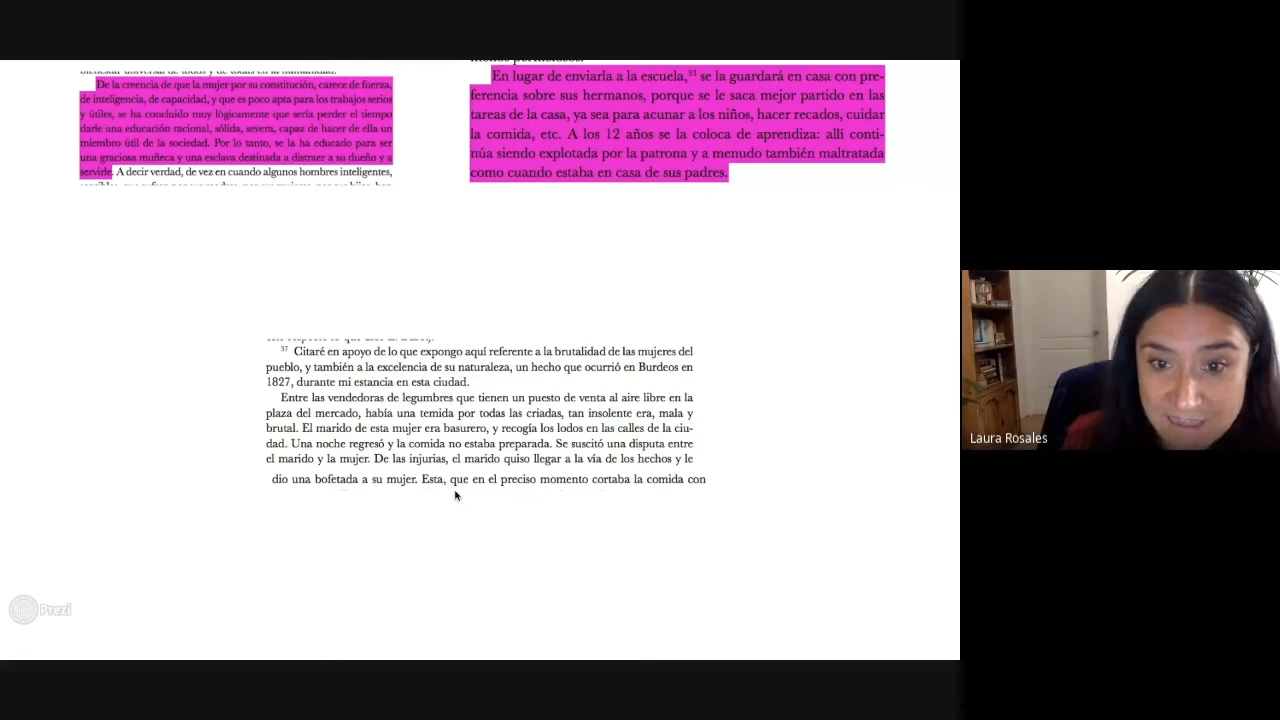 bienestar universal de todos y de todas en la humanidad.
De la creencia de que la mujer por su constitución, carece de fuerza,
de inteligencia, de capacidad, y que es poco apta para los trabajos serios
y útiles, se ha concluido muy lógicamente que sería perder el tiempo
darle una educación racional, sólida, severa, capaz de hacer de ella un
miembro útil de la sociedad. Por lo tanto, se la ha educado para ser
una graciosa muñeca y una esclava destinada a distraer a su dueño y a
servirle. A decir verdad, de vez en cuando algunos hombres inteligentes,
En lugar de enviarla a la escuela,³³ se la guardará en casa con pre-
ferencia sobre sus hermanos, porque se le saca mejor partido en las
tareas de la casa, ya sea para acunar a los niños, hacer recados, cuidar
la comida, etc. A los 12 años se la coloca de aprendiza: allí conti-
núa siendo explotada por la patrona y a menudo también maltratada
como cuando estaba en casa de sus padres.
³⁷ Citaré en apoyo de lo que expongo aquí referente a la brutalidad de las mujeres del
pueblo, y también a la excelencia de su naturaleza, un hecho que ocurrió en Burdeos en
1827, durante mi estancia en esta ciudad.
Entre las vendedoras de legumbres que tienen un puesto de venta al aire libre en la
plaza del mercado, había una temida por todas las criadas, tan insolente era, mala y
brutal. El marido de esta mujer era basurero, y recogía los lodos en las calles de la ciu-
dad. Una noche regresó y la comida no estaba preparada. Se suscitó una disputa entre
el marido y la mujer. De las injurias, el marido quiso llegar a la vía de los hechos y le
dio una bofetada a su mujer. Esta, que en el preciso momento cortaba la comida con
Prezi
Laura Rosales